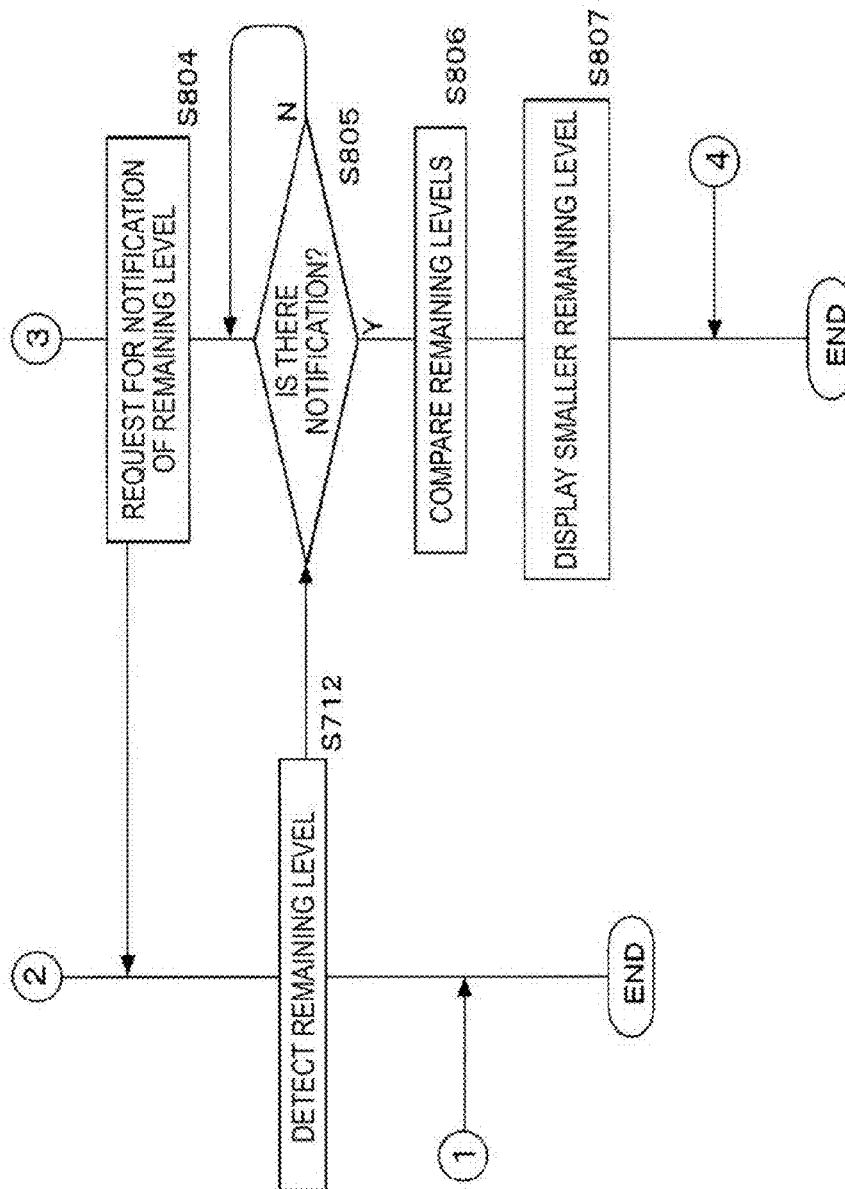 3
REQUEST FOR NOTIFICATION
OF REMAINING LEVEL
S804
N
IS THERE
NOTIFICATION?
S805
Y
COMPARE REMAINING LEVELS
S806
DISPLAY SMALLER REMAINING LEVEL
S807
4
END
2
DETECT REMAINING LEVEL
S712
1
END